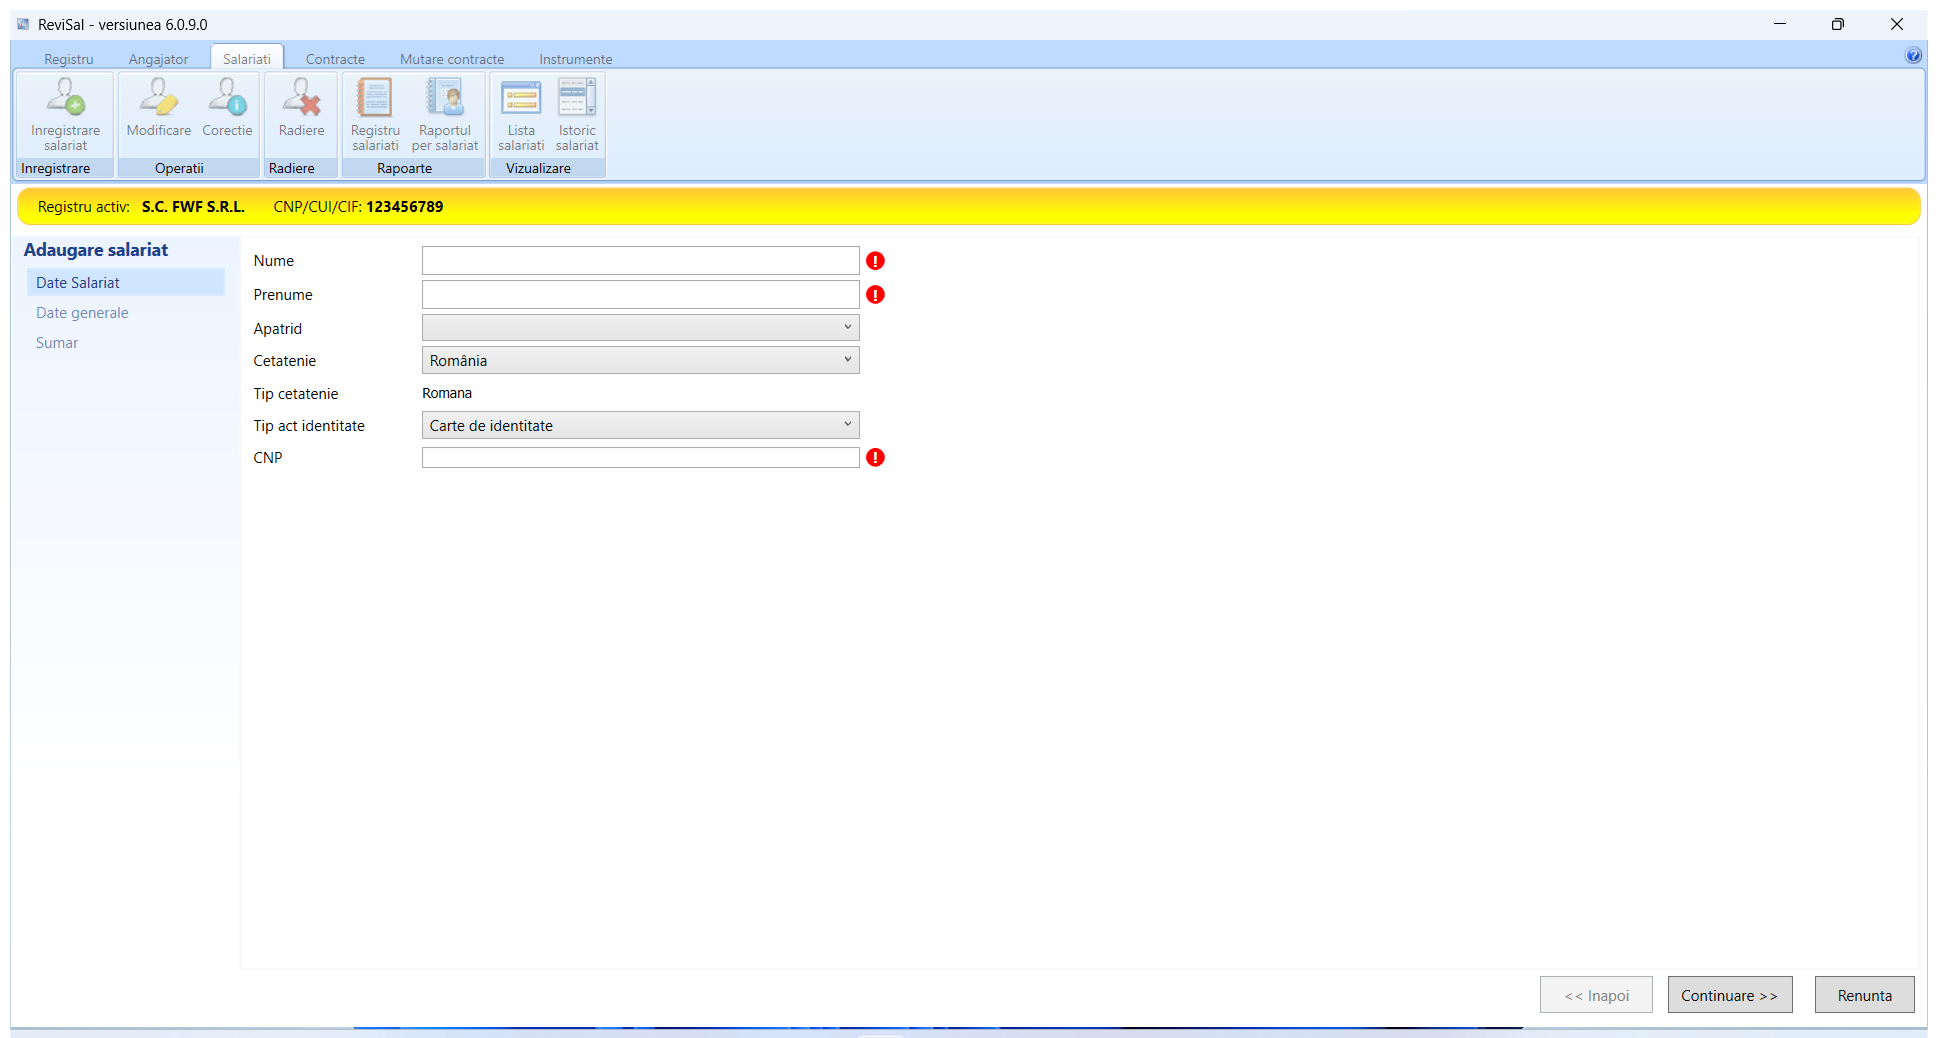 ReviSal - versiunea 6.0.9.0
Registru Angajator Salariati Contracte Mutare contracte Instrumente
Inregistrare salariat
Modificare
Corectie
Radiere
Registru salariati
Raportul per salariat
Lista salariati
Istoric salariat
Inregistrare Operatii Radiere Rapoarte Vizualizare
Registru activ: S.C. FWF S.R.L. CNP/CUI/CIF: 123456789
Adaugare salariat
Date Salariat
Date generale
Sumar
Nume
Prenume
Apatrid
Cetatenie România
Tip cetatenie Romana
Tip act identitate Carte de identitate
CNP
<< Inapoi Continuare >> Renunta